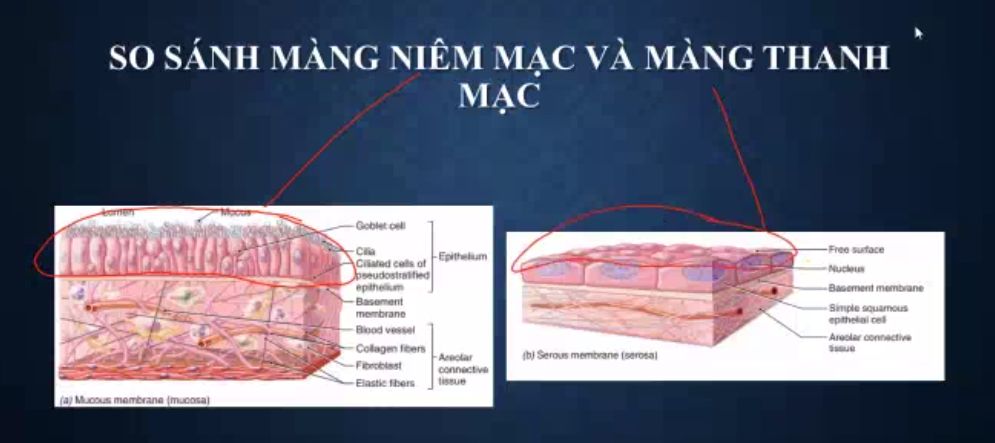 SO SÁNH MÀNG NIÊM MẠC VÀ MÀNG THANH
MẠC
Lumen
Mucus
Goblet cell
Cilia
Ciliated cells of
pseudostratified
epithelium
Epithelium
Basement
membrane
Blood vessel
Collagen fibers
Fibroblast
Elastic fibers
Areolar
connective
tissue
(a) Mucous membrane (mucosa)
Free surface
Nucleus
Basement membrane
Simple squamous
epithelial cell
Areolar connective
tissue
(b) Serous membrane (serosa)